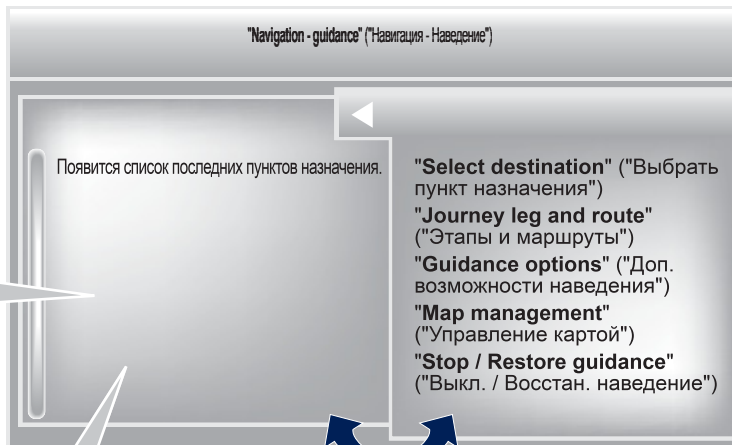 "Navigation - guidance" ("Навигация - Наведение")
Появится список последних пунктов назначения.
"Select destination" ("Выбрать
пункт назначения")
"Journey leg and route"
("Этапы и маршруты")
"Guidance options" ("Доп.
возможности наведения")
"Map management"
("Управление картой")
"Stop / Restore guidance"
("Выкл. / Восстан. наведение")